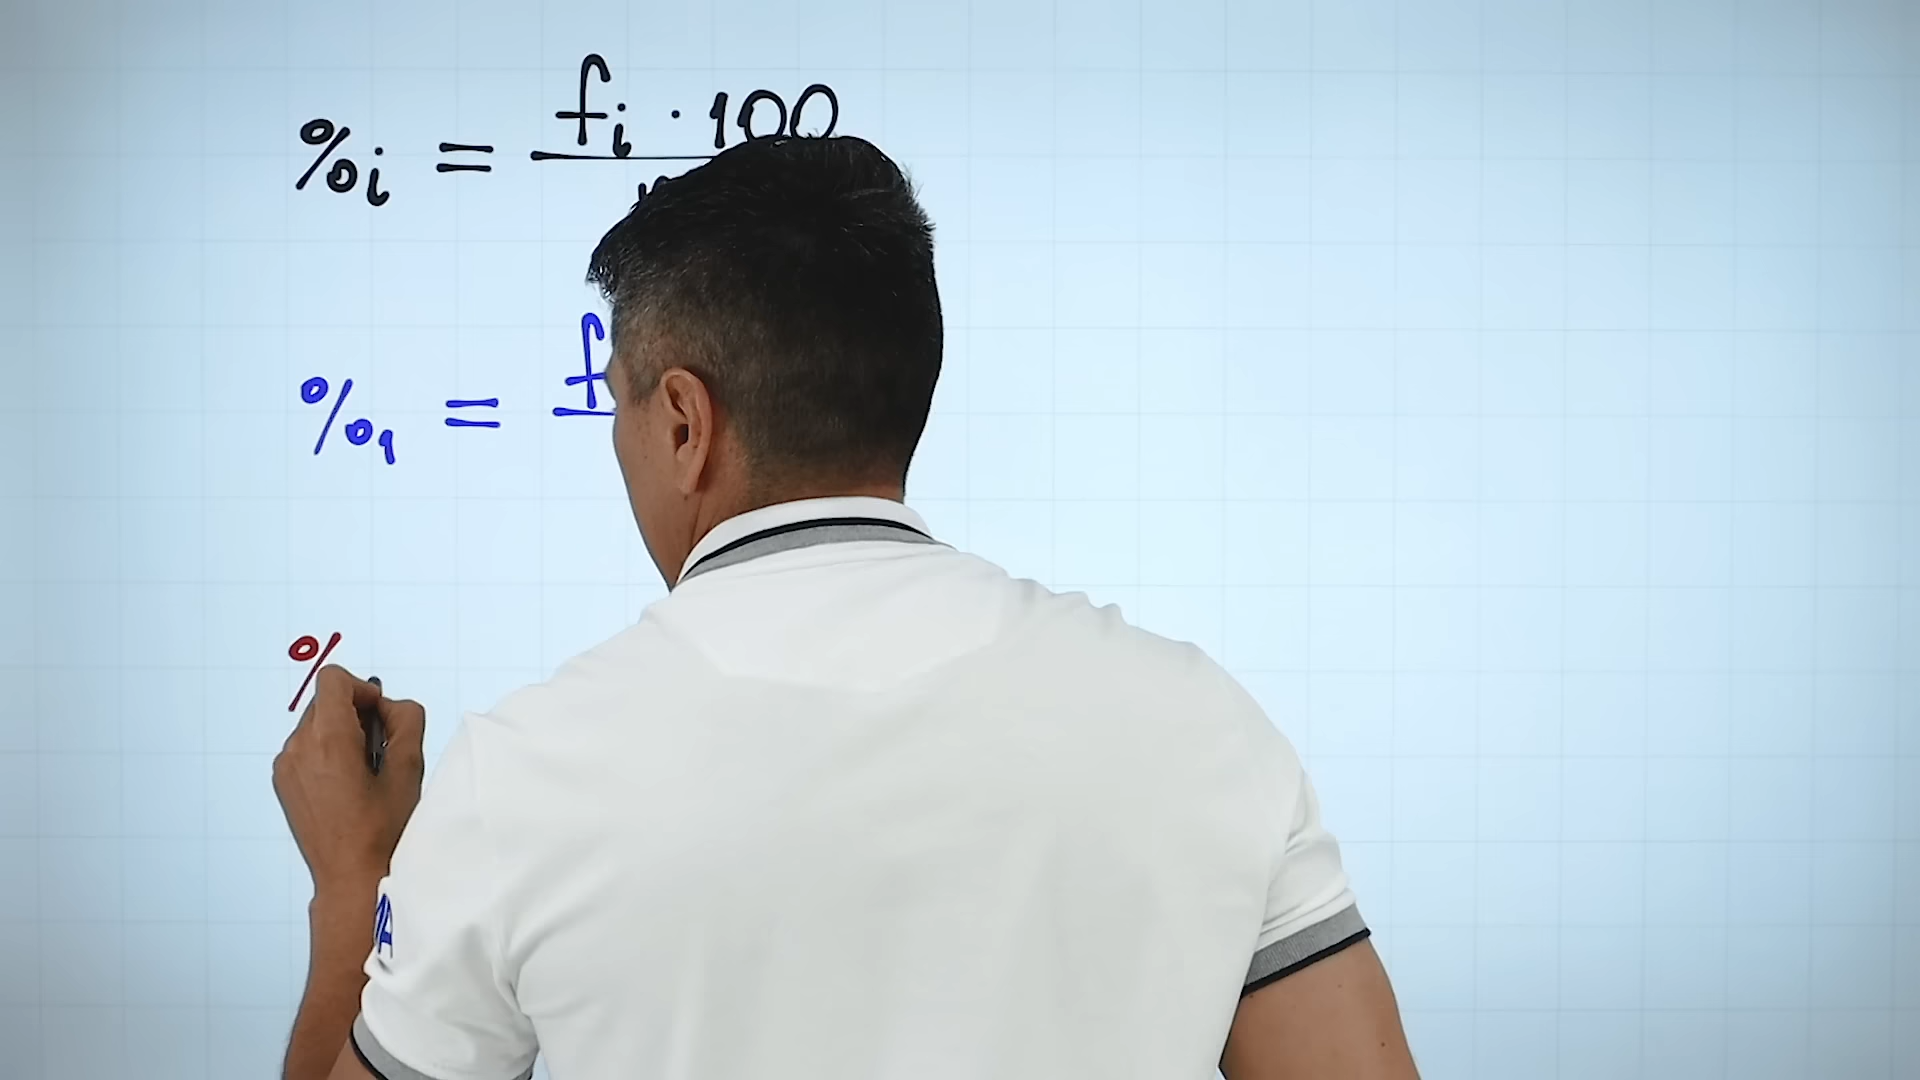 %i = fi · 100
%1 = f
%